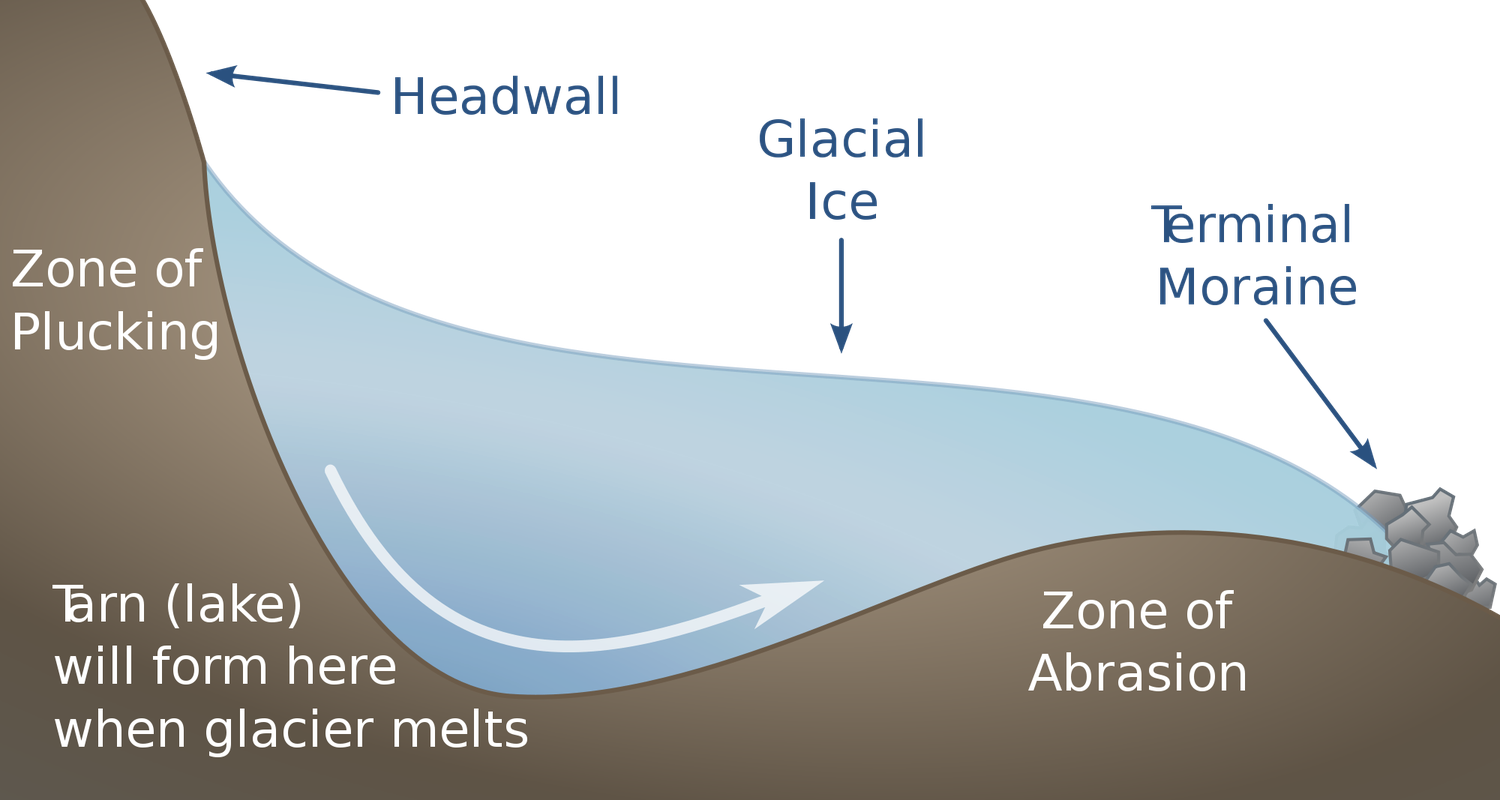 Headwall
Glacial
Ice
Terminal
Moraine
Zone of
Plucking
Tarn (lake)
will form here
when glacier melts
Zone of
Abrasion